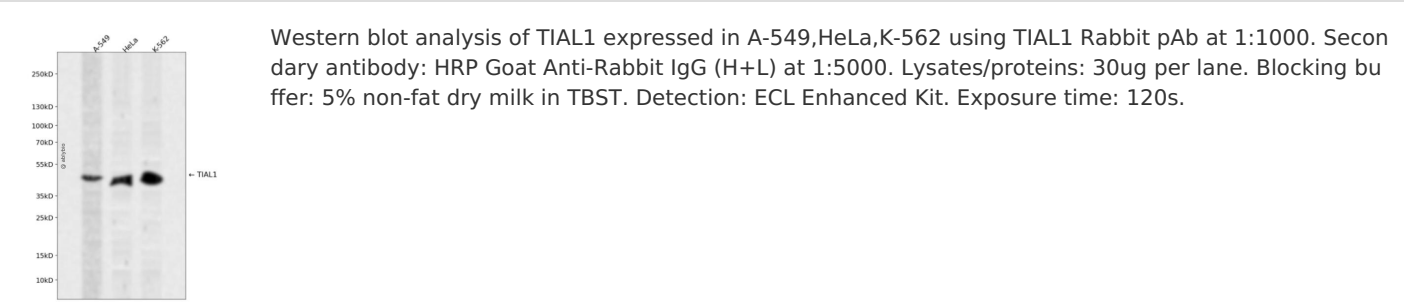 A-549
HeLa
K-562
250kD
130kD
100kD
70kD
55kD
35kD
25kD
15kD
10kD
@ abybio
← TIAL1
Western blot analysis of TIAL1 expressed in A-549,HeLa,K-562 using TIAL1 Rabbit pAb at 1:1000. Secon
dary antibody: HRP Goat Anti-Rabbit IgG (H+L) at 1:5000. Lysates/proteins: 30ug per lane. Blocking bu
ffer: 5% non-fat dry milk in TBST. Detection: ECL Enhanced Kit. Exposure time: 120s.